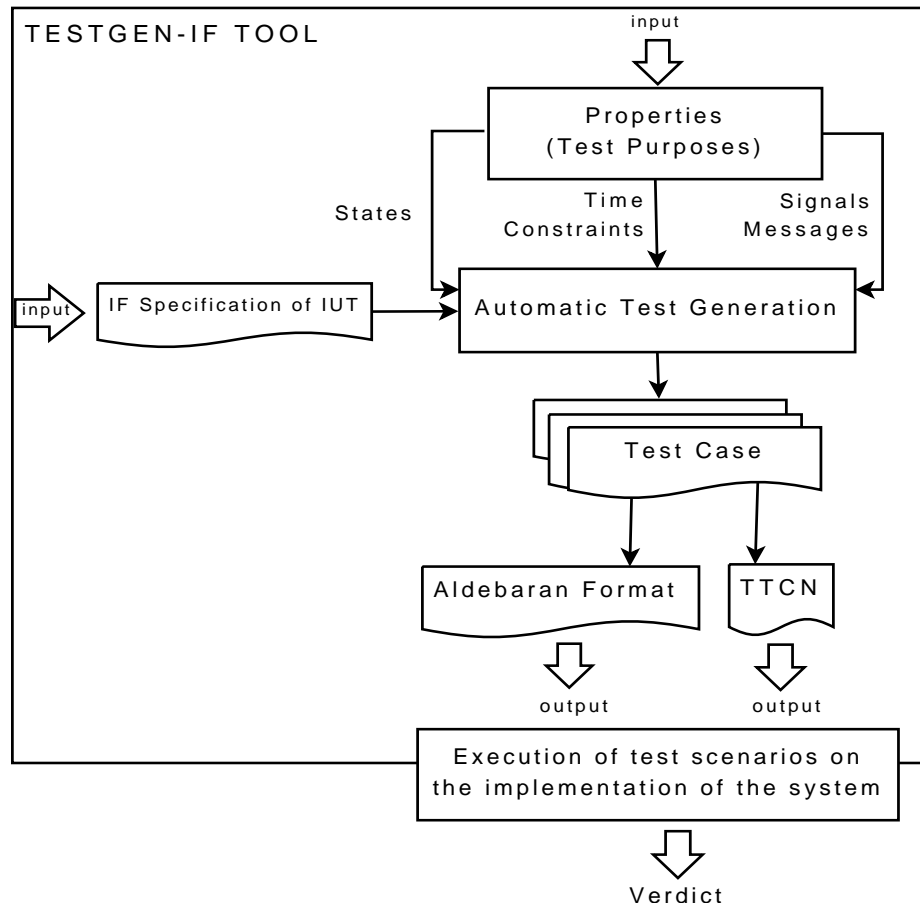 TESTGEN-IF TOOL
input
Properties
(Test Purposes)
States
Time
Constraints
Signals
Messages
input
IF Specification of IUT
Automatic Test Generation
Test Case
Aldebaran Format
TTCN
output
output
Execution of test scenarios on
the implementation of the system
Verdict